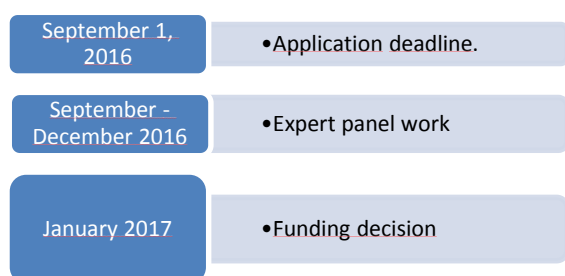 September 1,
2016
•Application deadline.
September -
December 2016
•Expert panel work
January 2017
•Funding decision